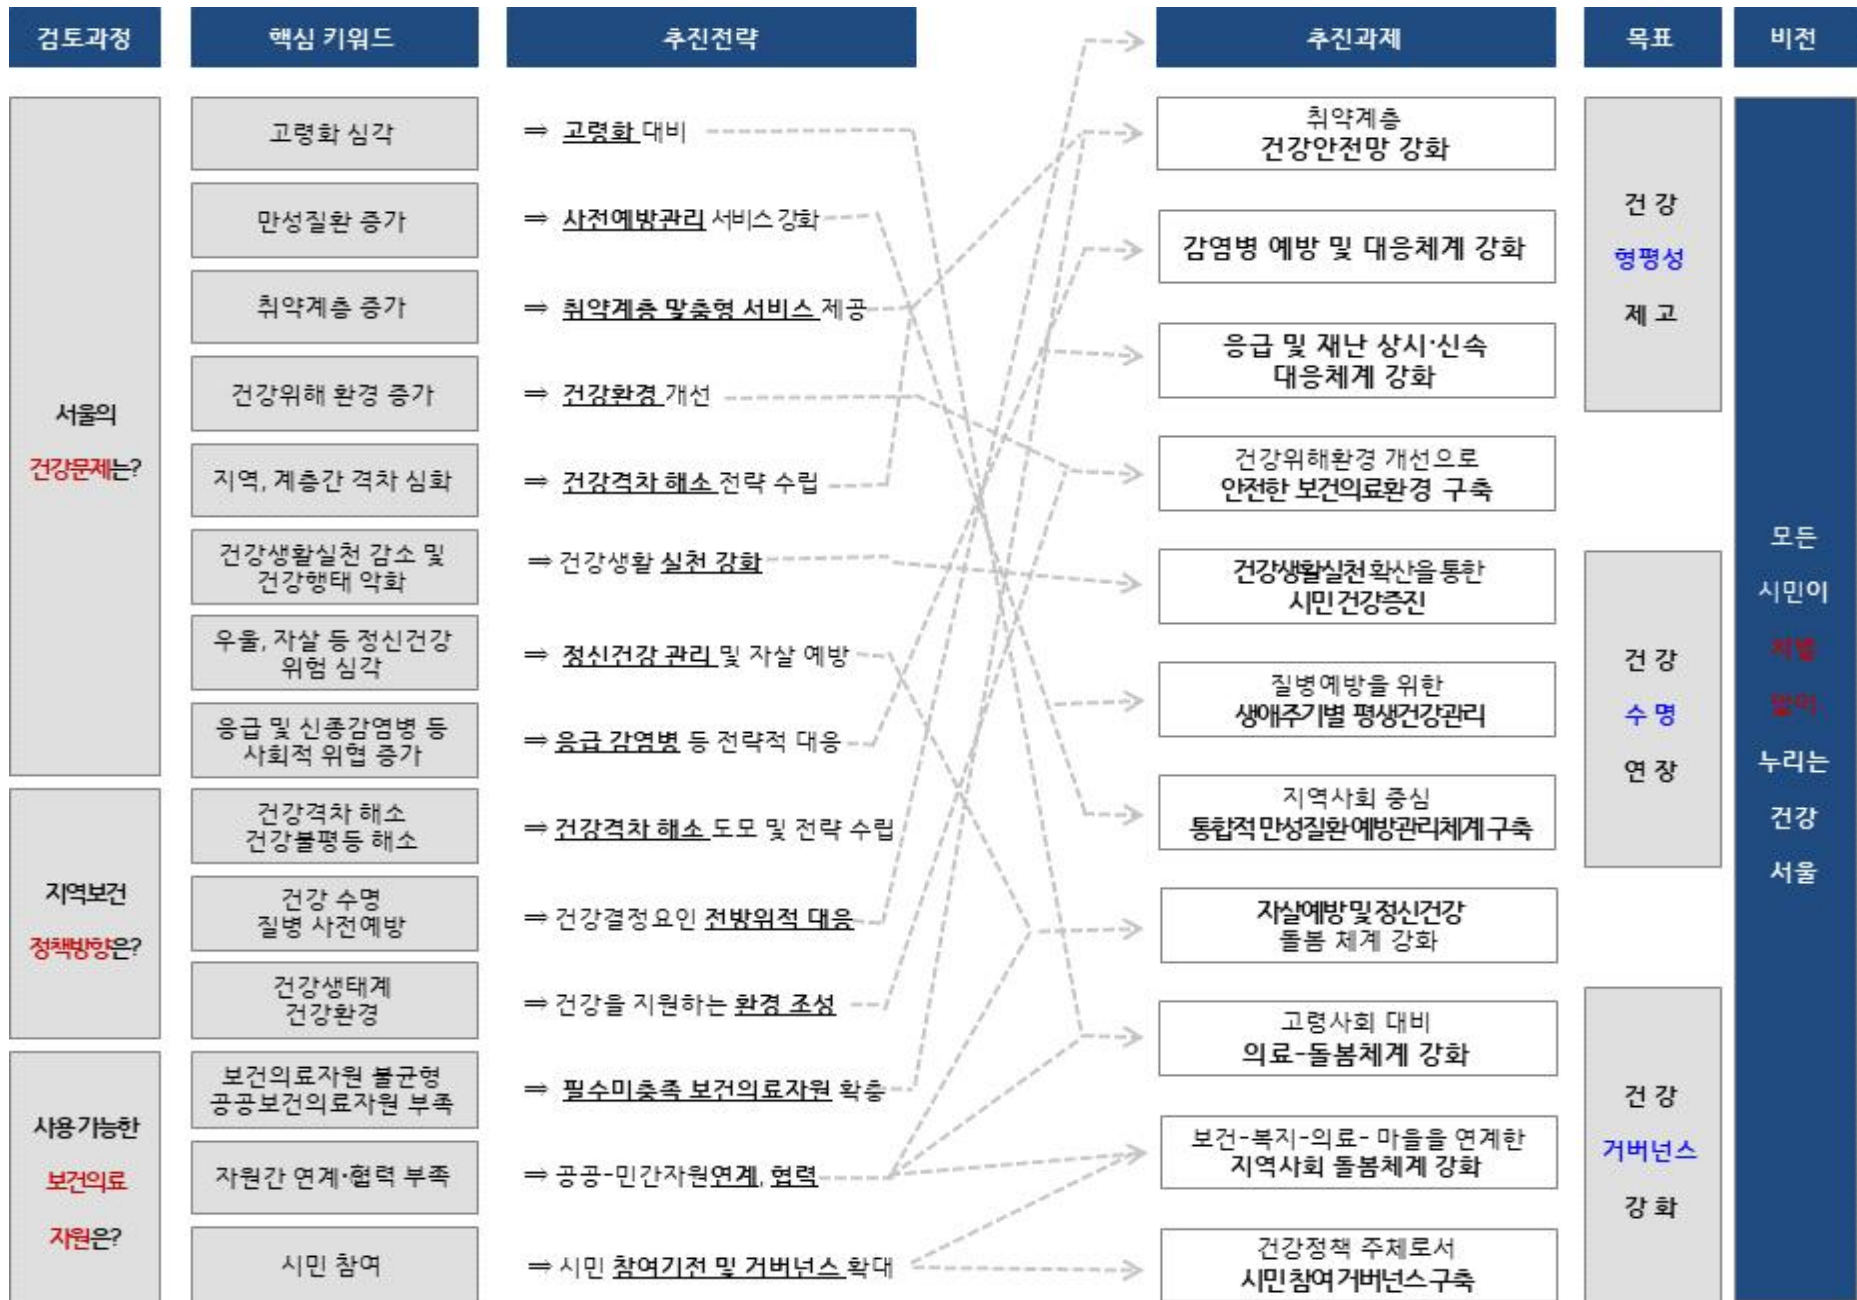 검토과정
핵심 키워드
추진전략
추진과제
목표
비전
서울의
건강문제는?
지역보건
정책방향은?
사용가능한
보건의료
자원은?
고령화 심각
만성질환 증가
취약계층 증가
건강위해 환경 증가
지역, 계층간 격차 심화
건강생활실천 감소 및
건강행태 악화
우울, 자살 등 정신건강
위험 심각
응급 및 신종감염병 등
사회적 위협 증가
건강격차 해소
건강불평등 해소
건강 수명
질병 사전예방
건강생태계
건강환경
보건의료자원 불균형
공공보건의료자원 부족
자원간 연계·협력 부족
시민 참여
⇒ 고령화 대비
⇒ 사전예방관리 서비스 강화
⇒ 취약계층 맞춤형 서비스 제공
⇒ 건강환경 개선
⇒ 건강격차 해소 전략 수립
⇒ 건강생활 실천 강화
⇒ 정신건강 관리 및 자살 예방
⇒ 응급 감염병 등 전략적 대응
⇒ 건강격차 해소 도모 및 전략 수립
⇒ 건강결정요인 전방위적 대응
⇒ 건강을 지원하는 환경 조성
⇒ 필수미충족 보건의료자원 확충
⇒ 공공-민간자원연계, 협력
⇒ 시민 참여기전 및 거버넌스 확대
취약계층
건강안전망 강화
감염병 예방 및 대응체계 강화
응급 및 재난 상시·신속
대응체계 강화
건강위해환경 개선으로
안전한 보건의료환경 구축
건강생활실천 확산을 통한
시민 건강증진
질병예방을 위한
생애주기별 평생건강관리
지역사회 중심
통합적 만성질환 예방관리체계 구축
자살예방 및 정신건강
돌봄 체계 강화
고령사회 대비
의료-돌봄체계 강화
보건-복지-의료- 마을을 연계한
지역사회 돌봄체계 강화
건강정책 주체로서
시민 참여 거버넌스 구축
건 강
형평성
제 고
건 강
수 명
연 장
건 강
거버넌스
강 화
모든
시민이
차별
없이
누리는
건강
서울